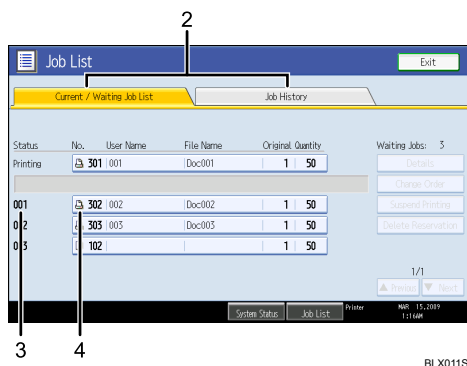 2
Job List
Exit
Current / Waiting Job List
Job History
Status No. User Name File Name Original Quantity Waiting Jobs: 3
Printing 301 001 Doc001 1 50 Details
Change Order
001 302 002 Doc002 1 50 Suspend Printing
002 303 003 Doc003 1 50 Delete Reservation
003 102 1 50
1/1
▲ Previous ▼ Next
System Status Job List Printer MAR 15,2009
1:16AM
3 4
BLX011S